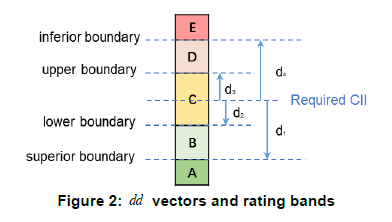 E
inferior boundary
D
upper boundary
d₄
d₃
C
Required CII
d₂
lower boundary
d₁
B
superior boundary
A
Figure 2: dd vectors and rating bands